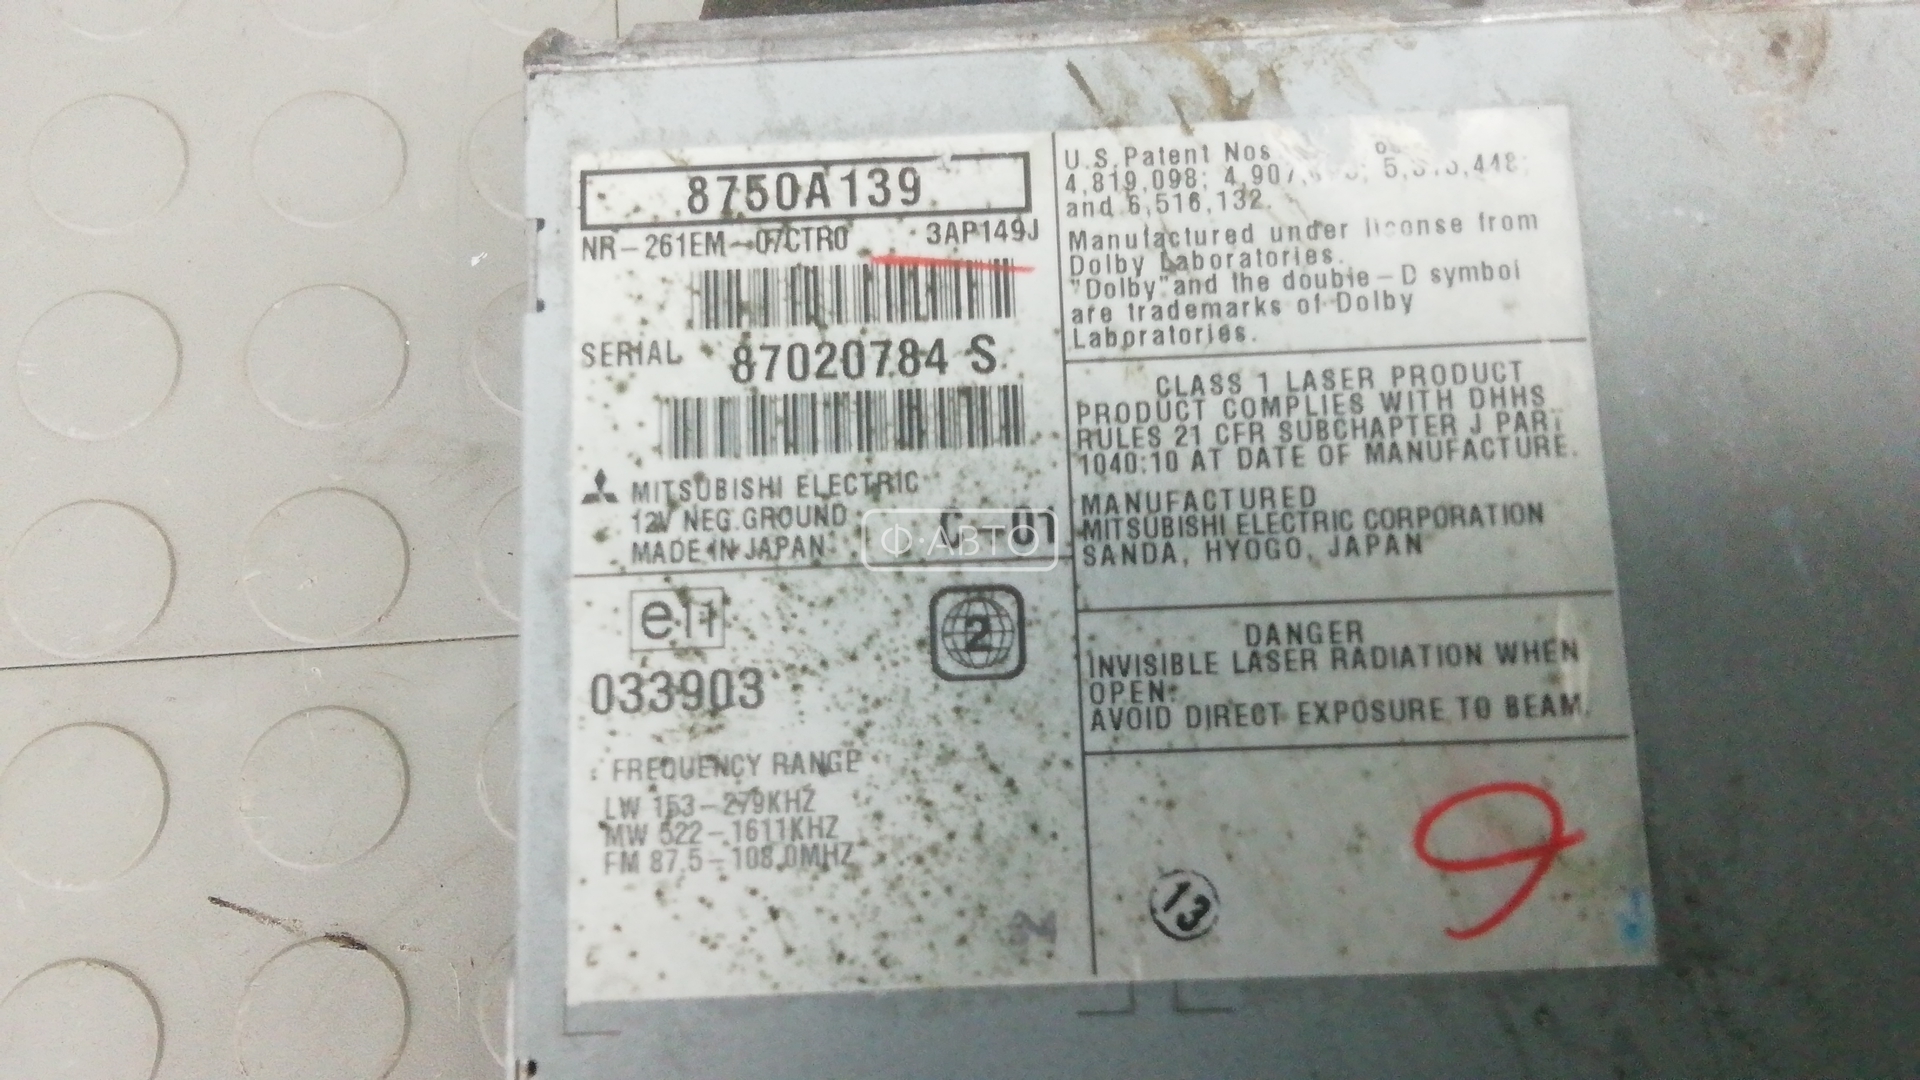 8750A139
NR-261EM-07CTR0 3AP149J
SERIAL 87020784 S
MITSUBISHI ELECTRIC
12V NEG.GROUND
MADE IN JAPAN
C-01
Ф·АВТО
e11
2
033903
FREQUENCY RANGE
LW 153-279KHZ
MW 522-1611KHZ
FM 87.5-108.0MHZ
N
U.S. Patent Nos
4,819,098;
and 6,516,132.
Manufactured under license from
Dolby Laboratories.
"Dolby" and the double-D symbol
are trademarks of Dolby
Laboratories.
CLASS 1 LASER PRODUCT
PRODUCT COMPLIES WITH DHHS
RULES 21 CFR SUBCHAPTER J PART
1040:10 AT DATE OF MANUFACTURE.
MANUFACTURED
MITSUBISHI ELECTRIC CORPORATION
SANDA, HYOGO, JAPAN
DANGER
INVISIBLE LASER RADIATION WHEN
OPEN.
AVOID DIRECT EXPOSURE TO BEAM.
13
9